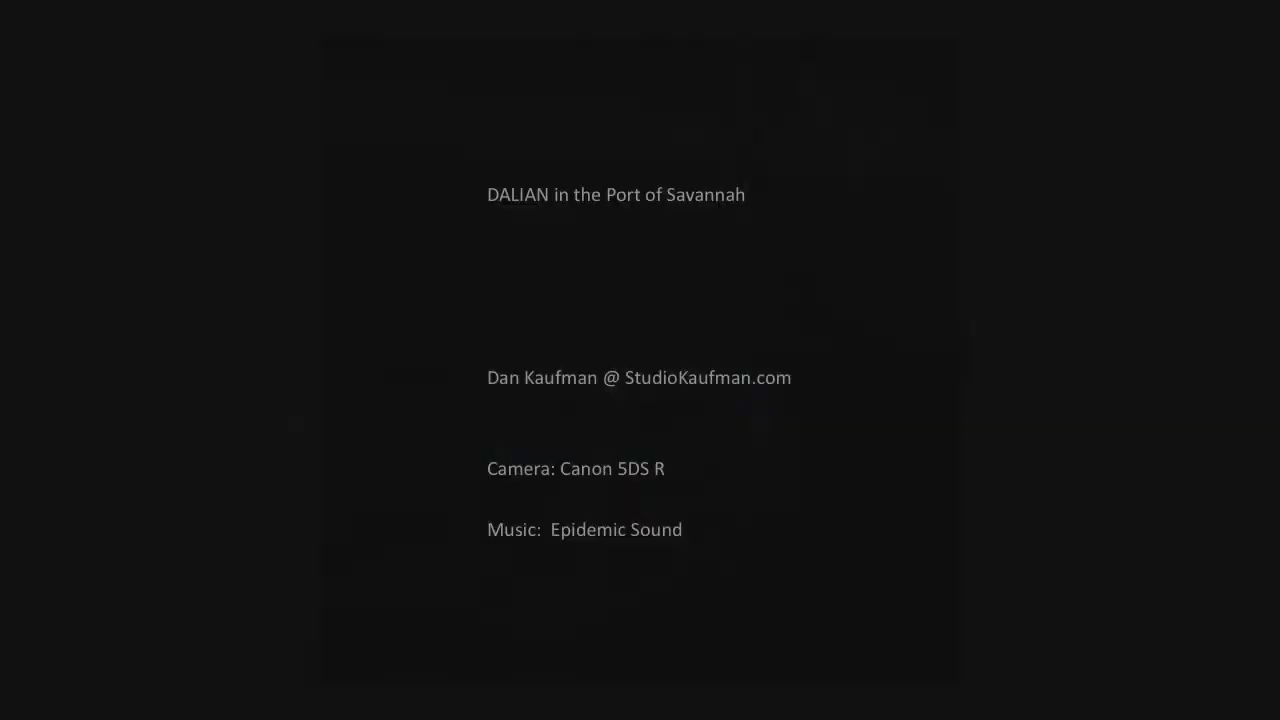 DALIAN in the Port of Savannah
Dan Kaufman @ StudioKaufman.com
Camera: Canon 5DS R
Music:  Epidemic Sound